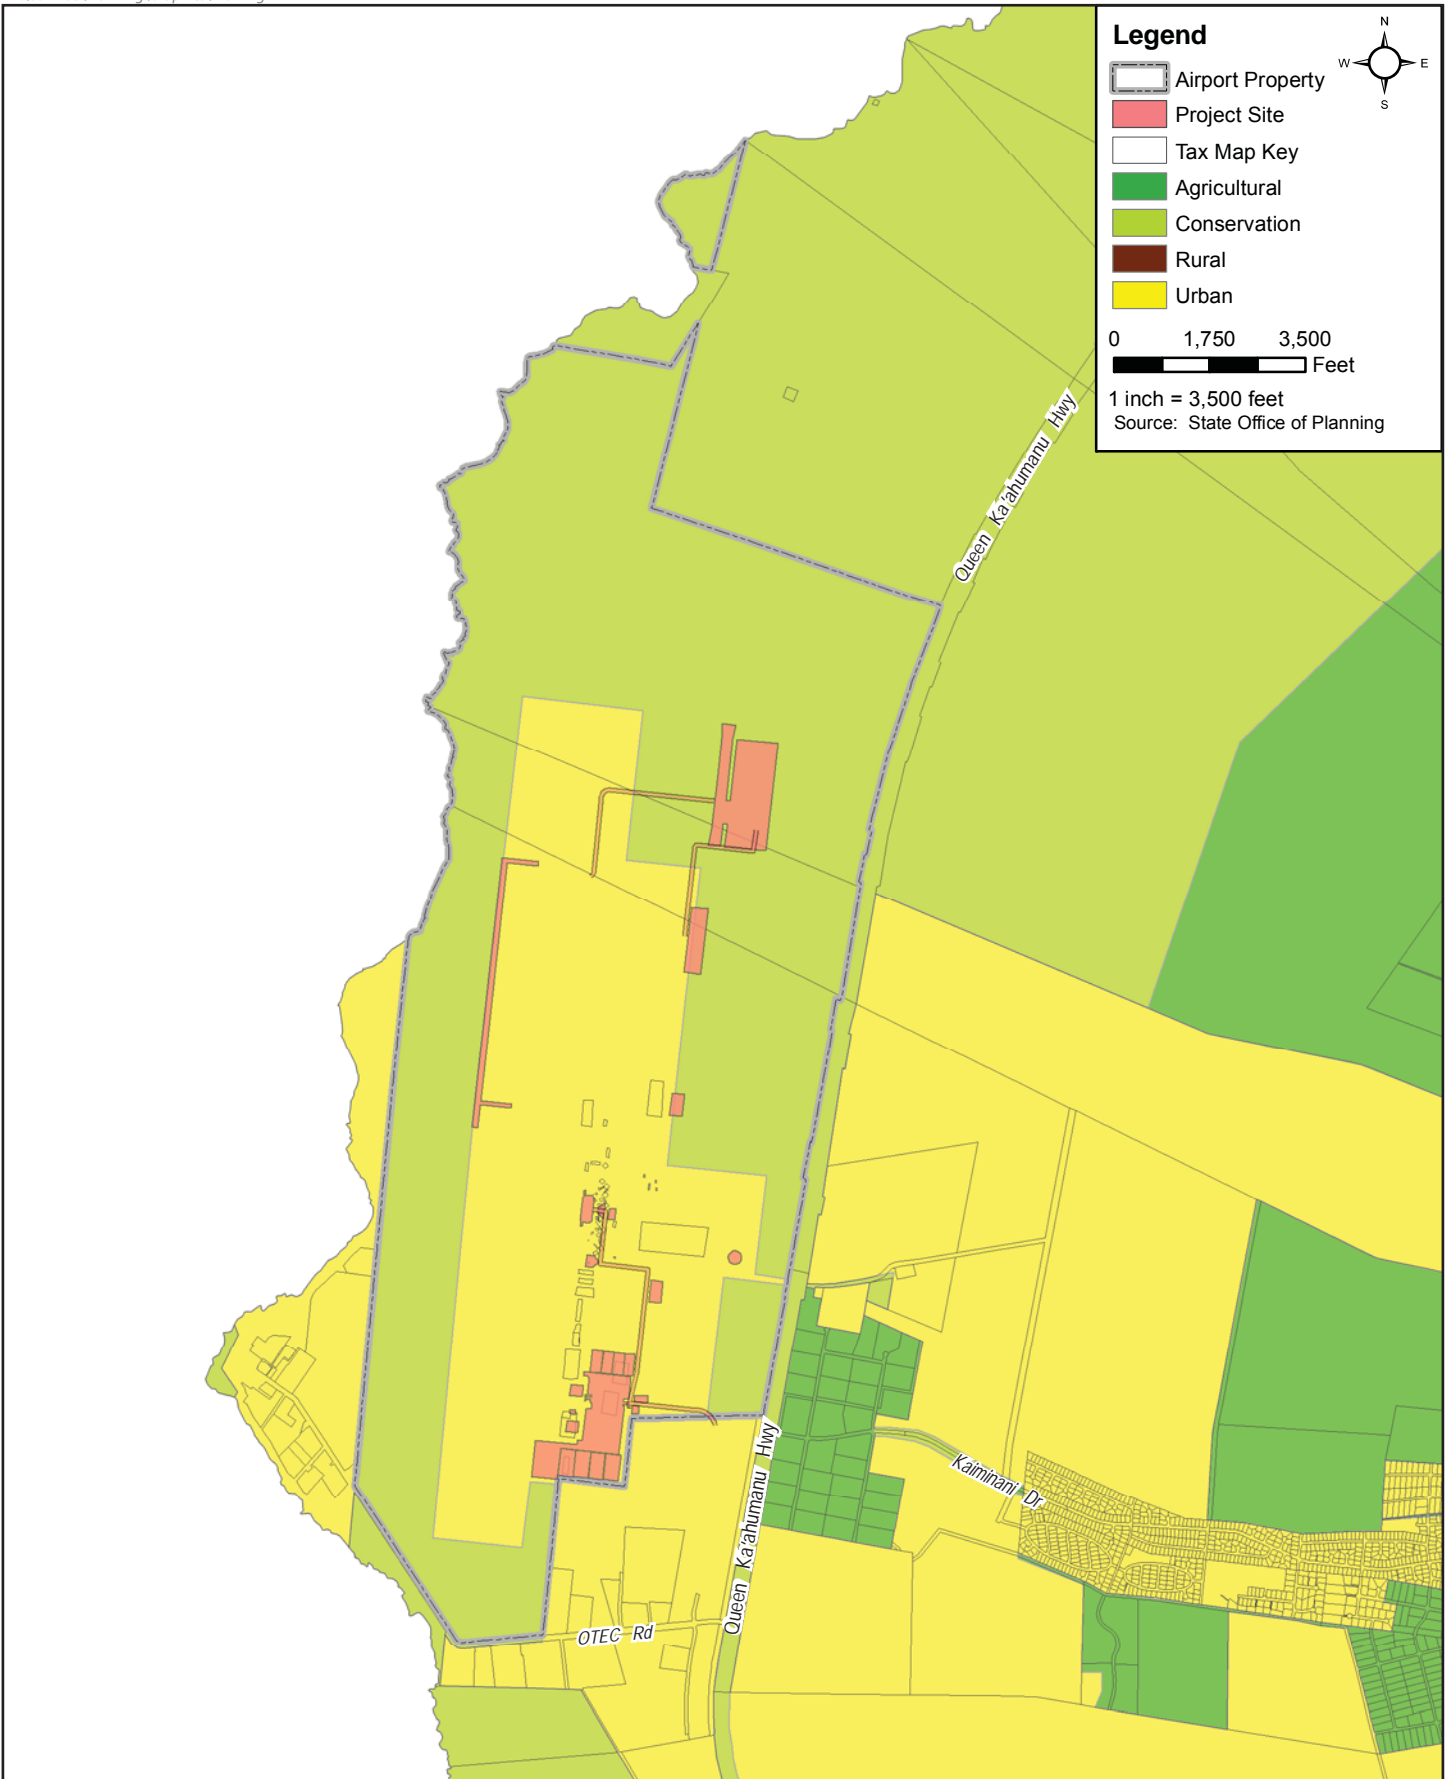 Legend
N
W
E
S
Airport Property
Project Site
Tax Map Key
Agricultural
Conservation
Rural
Urban
0 1,750 3,500
Feet
1 inch = 3,500 feet
Source: State Office of Planning
Queen Ka'ahumanu Hwy
Kaiminani Dr
Queen Ka'ahumanu Hwy
OTEC Rd